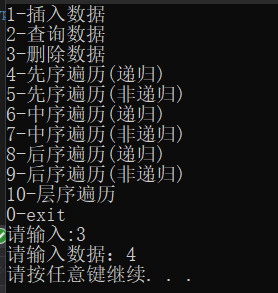 1-插入数据
2-查询数据
3-删除数据
4-先序遍历(递归)
5-先序遍历(非递归)
6-中序遍历(递归)
7-中序遍历(非递归)
8-后序遍历(递归)
9-后序遍历(非递归)
10-层序遍历
0-exit
请输入:3
请输入数据：4
请按任意键继续. . .